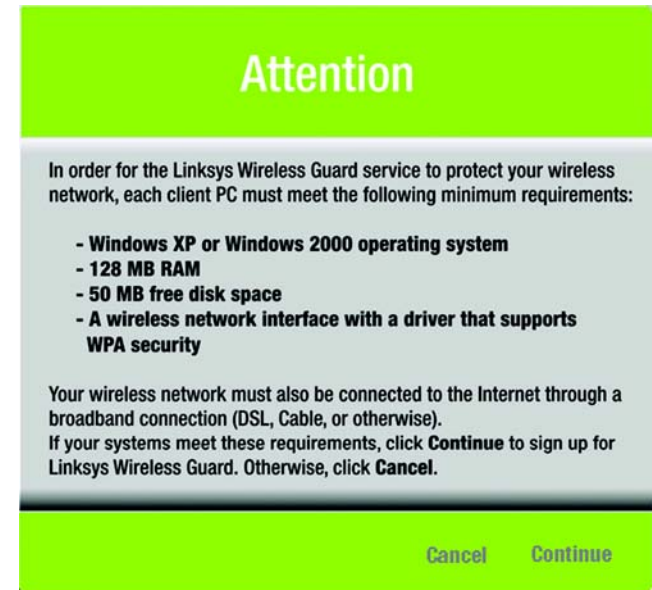 Attention
In order for the Linksys Wireless Guard service to protect your wireless
network, each client PC must meet the following minimum requirements:
- Windows XP or Windows 2000 operating system
- 128 MB RAM
- 50 MB free disk space
- A wireless network interface with a driver that supports
WPA security
Your wireless network must also be connected to the Internet through a
broadband connection (DSL, Cable, or otherwise).
If your systems meet these requirements, click Continue to sign up for
Linksys Wireless Guard. Otherwise, click Cancel.
Cancel Continue